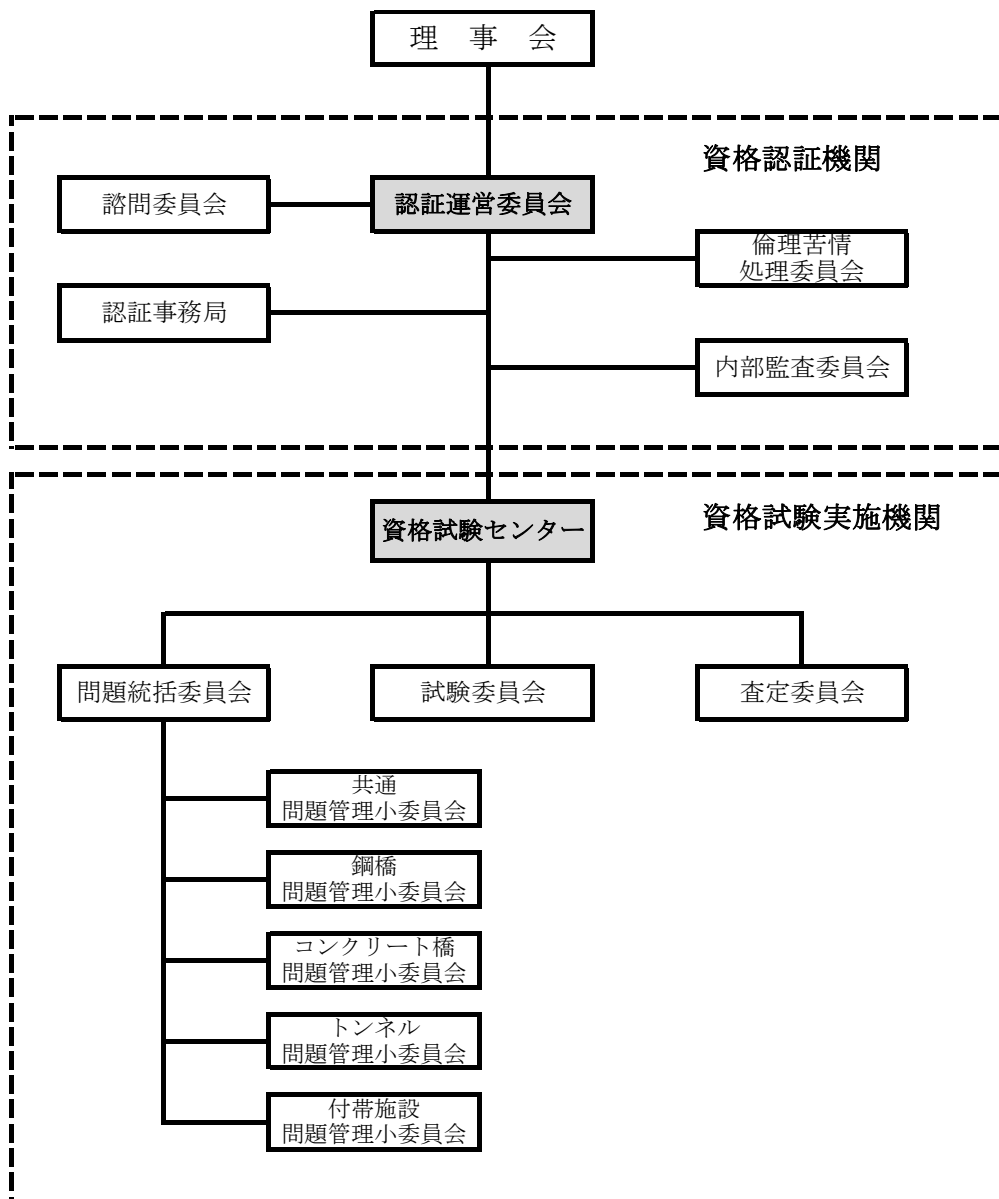 理 事 会
資格認証機関
諮問委員会
認証運営委員会
倫理苦情
処理委員会
認証事務局
内部監査委員会
資格試験センター
資格試験実施機関
問題統括委員会
試験委員会
査定委員会
共通
問題管理小委員会
鋼橋
問題管理小委員会
コンクリート橋
問題管理小委員会
トンネル
問題管理小委員会
付帯施設
問題管理小委員会